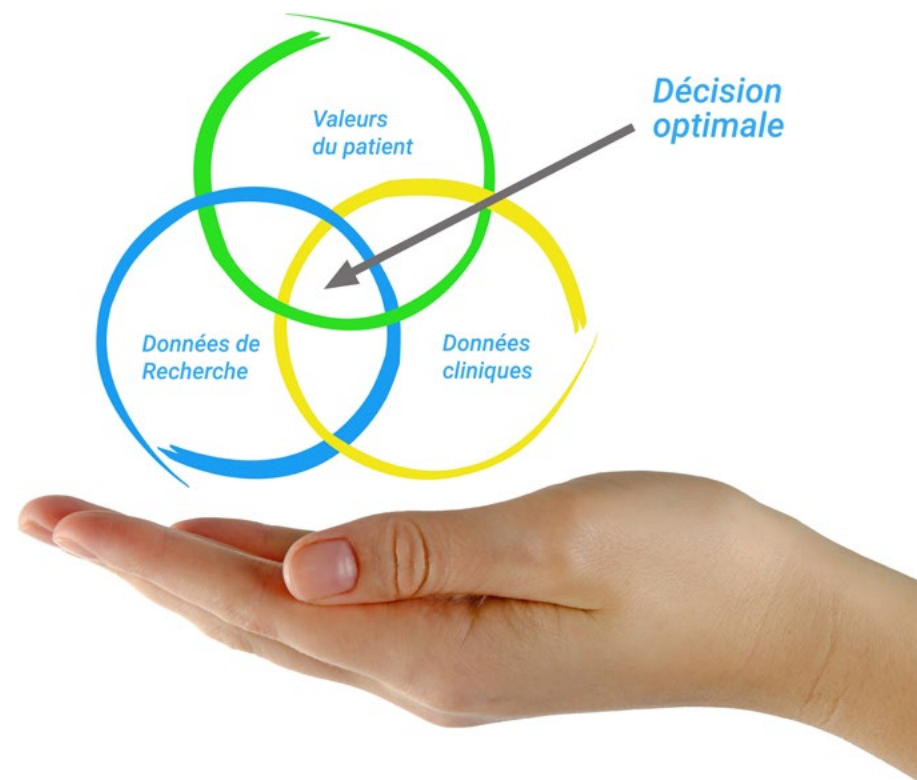 Décision
optimale
Valeurs
du patient
Données de
Recherche
Données
cliniques